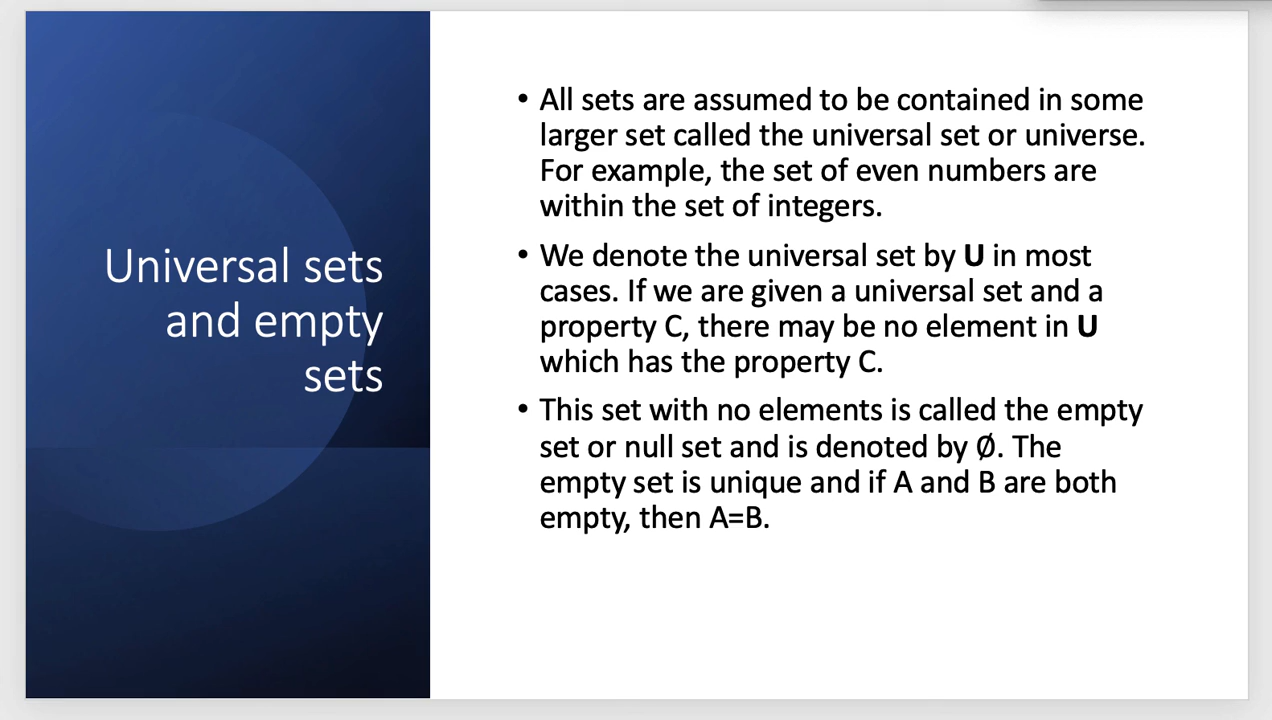 Universal sets
and empty
sets
• All sets are assumed to be contained in some
larger set called the universal set or universe.
For example, the set of even numbers are
within the set of integers.
• We denote the universal set by U in most
cases. If we are given a universal set and a
property C, there may be no element in U
which has the property C.
• This set with no elements is called the empty
set or null set and is denoted by Ø. The
empty set is unique and if A and B are both
empty, then A=B.